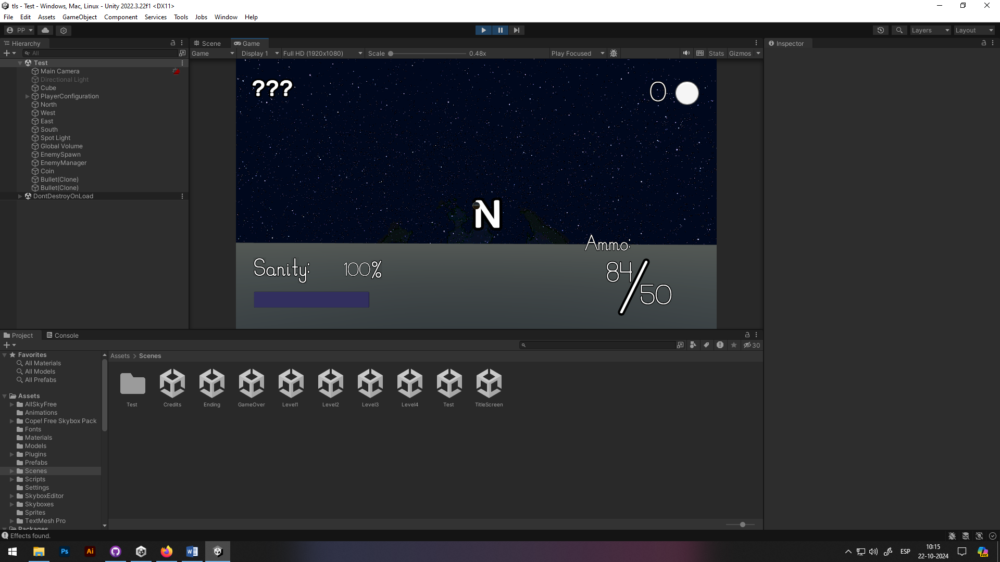 tls - Test - Windows, Mac, Linux - Unity 2022.3.22f1 <DX11>
File Edit Assets GameObject Component Services Tools Jobs Window Help
PP
Layers Layout
Hierarchy
All
Test
Main Camera
Directional Light
Cube
PlayerConfiguration
North
West
East
South
Spot Light
Global Volume
EnemySpawn
EnemyManager
Coin
Bullet(Clone)
Bullet(Clone)
DontDestroyOnLoad
Scene Game
Game Display 1 Full HD (1920x1080) Scale 0.48x Play Focused Stats Gizmos
???
0
N
Ammo:
84/50
Sanity: 100%
Inspector
Project Console
30
Favorites
All Materials
All Models
All Prefabs
Assets
AllSkyFree
Animations
Cope! Free Skybox Pack
Fonts
Materials
Models
Plugins
Prefabs
Scenes
Scripts
Settings
SkyboxEditor
Skyboxes
Sprites
TextMesh Pro
Packages
Assets > Scenes
Test Credits Ending GameOver Level1 Level2 Level3 Level4 Test TitleScreen
Effects found.
Ps Ai
ESP
10:15
22-10-2024
PRE